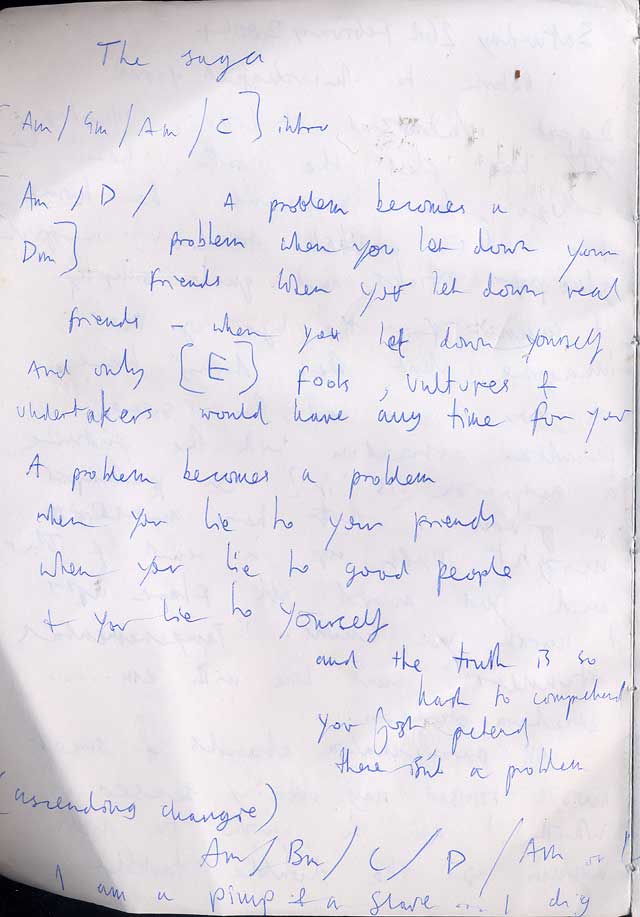 The saga
[Am / Gm / Am / C ] intro
Am / D / A problem becomes a
Dm ] problem when you let down your
friends When you let down real
friends - when you let down yourself
And only [E] fools, vultures &
undertakers would have any time for you
A problem becomes a problem
when you lie to your friends
when you lie to good people
& you lie to yourself
and the truth is so
hard to comprehend
you just pretend
there isn't a problem
(ascending change)
Am / Bm / C / D / Am or
I am a pimp & a slave ... I dig